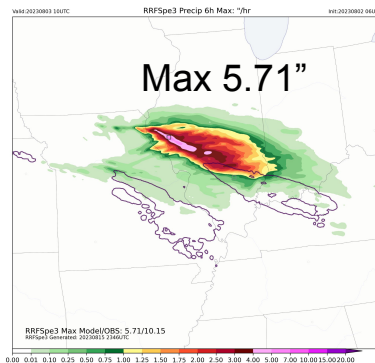 Valid:20230803 10UTC RRFSpe3 Precip 6h Max: "/hr Init:20230802 06U
Max 5.71”
RRFSpe3 Max Model/OBS: 5.71/10.15
RRFSpe3 Generated: 20230815 2346UTC
0.00 0.01 0.10 0.25 0.50 0.75 1.00 1.25 1.50 1.75 2.00 2.50 3.00 4.00 5.00 7.00 10.00 15.00 20.00